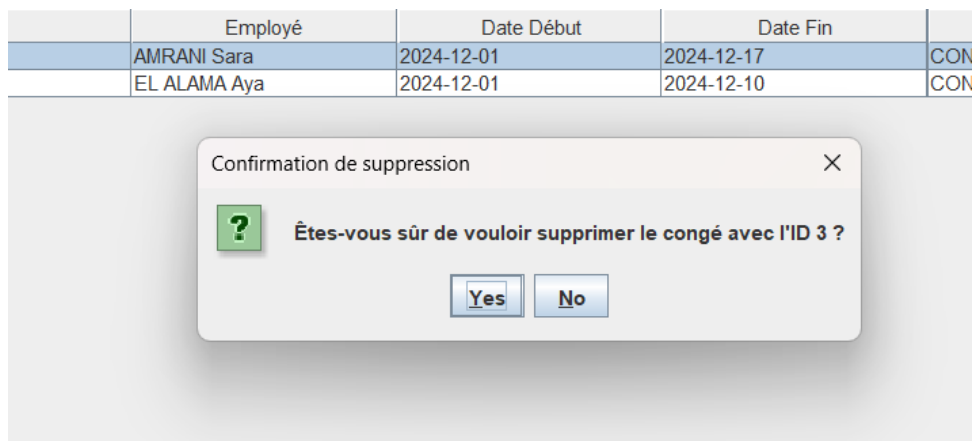 Employé Date Début Date Fin
AMRANI Sara 2024-12-01 2024-12-17 CON
EL ALAMA Aya 2024-12-01 2024-12-10 CON
Confirmation de suppression
Êtes-vous sûr de vouloir supprimer le congé avec l'ID 3 ?
Yes No